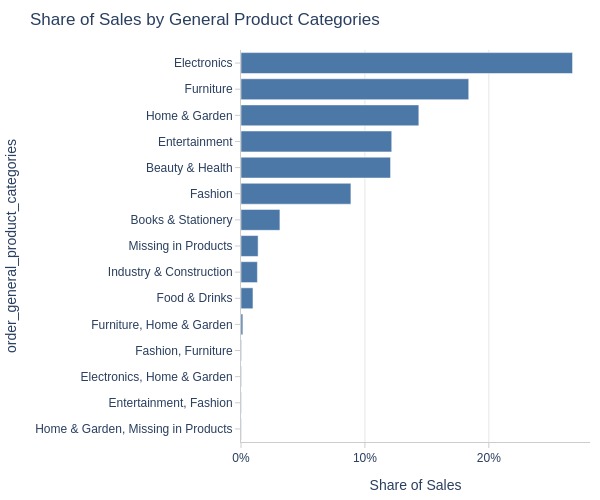 Share of Sales by General Product Categories
order_general_product_categories
Electronics
Furniture
Home & Garden
Entertainment
Beauty & Health
Fashion
Books & Stationery
Missing in Products
Industry & Construction
Food & Drinks
Furniture, Home & Garden
Fashion, Furniture
Electronics, Home & Garden
Entertainment, Fashion
Home & Garden, Missing in Products
0% 10% 20%
Share of Sales